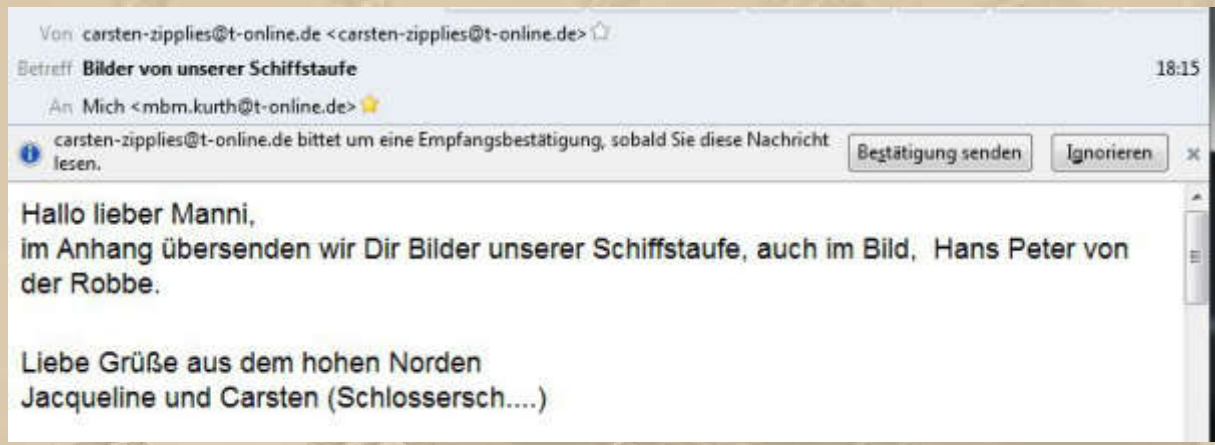 Von carsten-zipplies@t-online.de <carsten-zipplies@t-online.de>
Betreff Bilder von unserer Schiffstaufe 18:15
An Mich <mbm.kurth@t-online.de>
carsten-zipplies@t-online.de bittet um eine Empfangsbestätigung, sobald Sie diese Nachricht
lesen.
Bestätigung senden Ignorieren
Hallo lieber Manni,
im Anhang übersenden wir Dir Bilder unserer Schiffstaufe, auch im Bild, Hans Peter von
der Robbe.
Liebe Grüße aus dem hohen Norden
Jacqueline und Carsten (Schlossersch....)